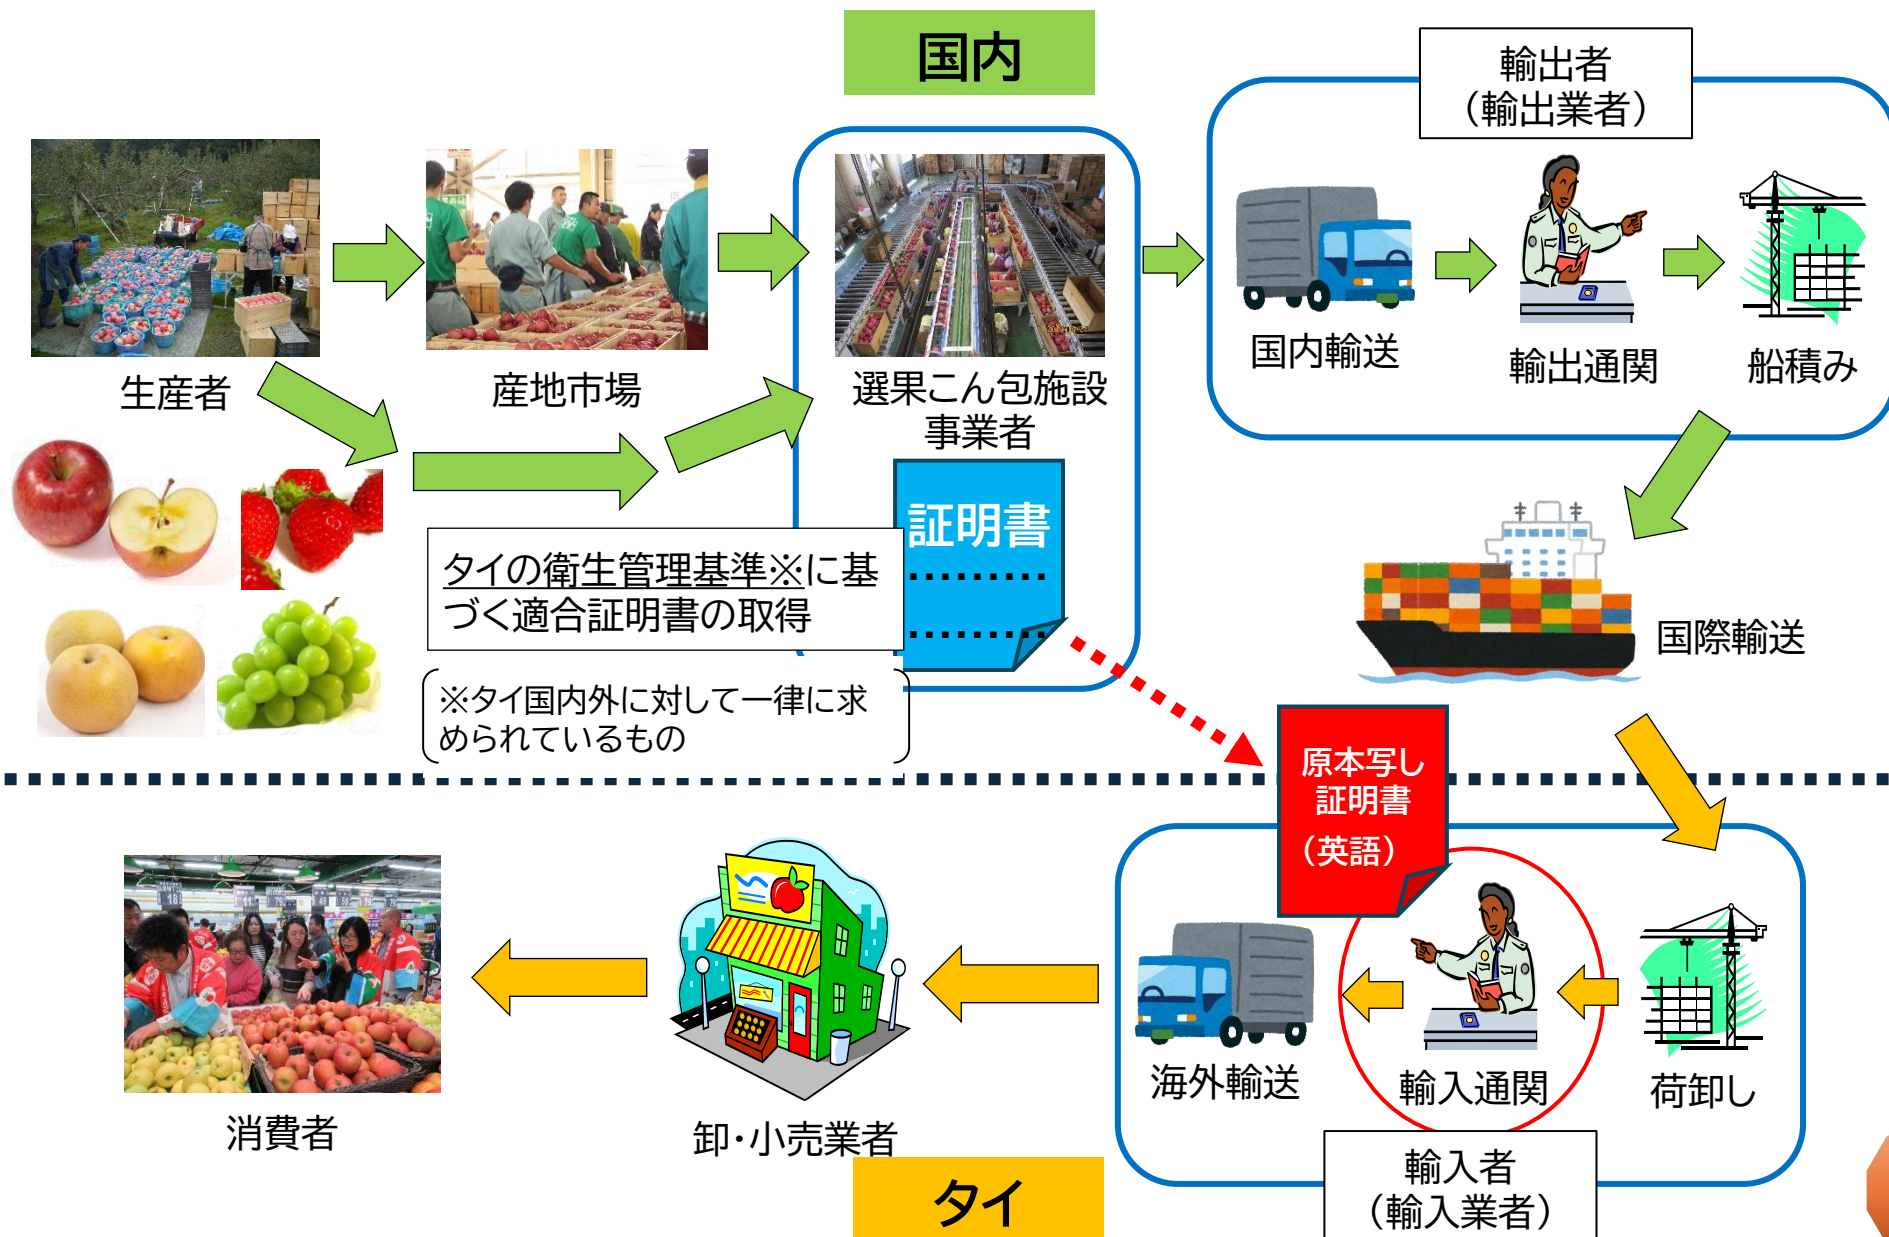 国内
輸出者
（輸出業者）
生産者
産地市場
選果こん包施設
事業者
国内輸送
輸出通関
船積み
証明書
………
………
タイの衛生管理基準※に基
づく適合証明書の取得
※タイ国内外に対して一律に求
められているもの
国際輸送
原本写し
証明書
（英語）
消費者
卸・小売業者
海外輸送
輸入通関
荷卸し
輸入者
（輸入業者）
タイ